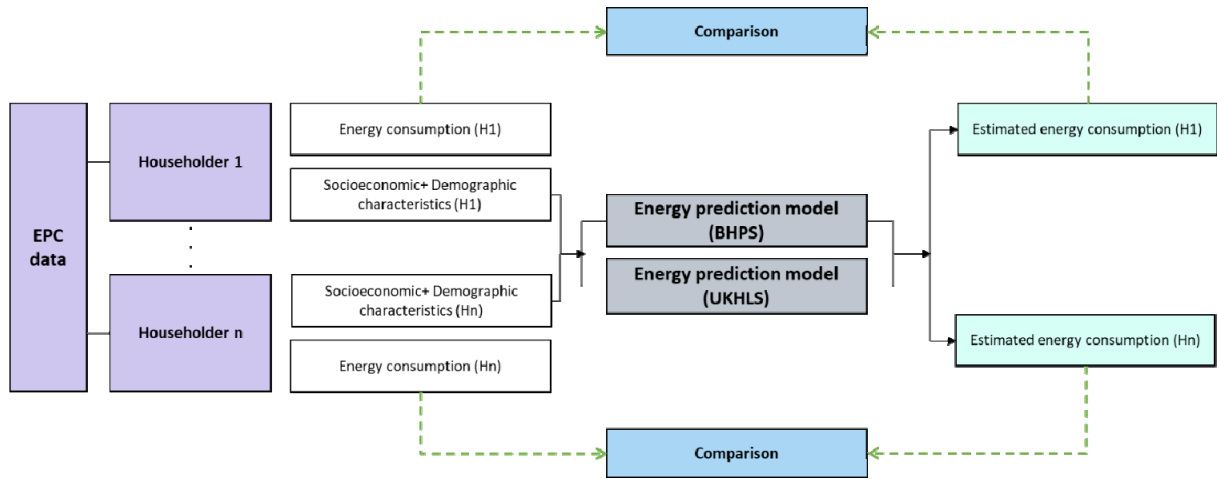 Comparison
EPC
data
Householder 1
.
.
.
.
Householder n
Energy consumption (H1)
Socioeconomic+ Demographic
characteristics (H1)
Socioeconomic+ Demographic
characteristics (Hn)
Energy consumption (Hn)
Energy prediction model
(BHPS)
Energy prediction model
(UKHLS)
Estimated energy consumption (H1)
Estimated energy consumption (Hn)
Comparison